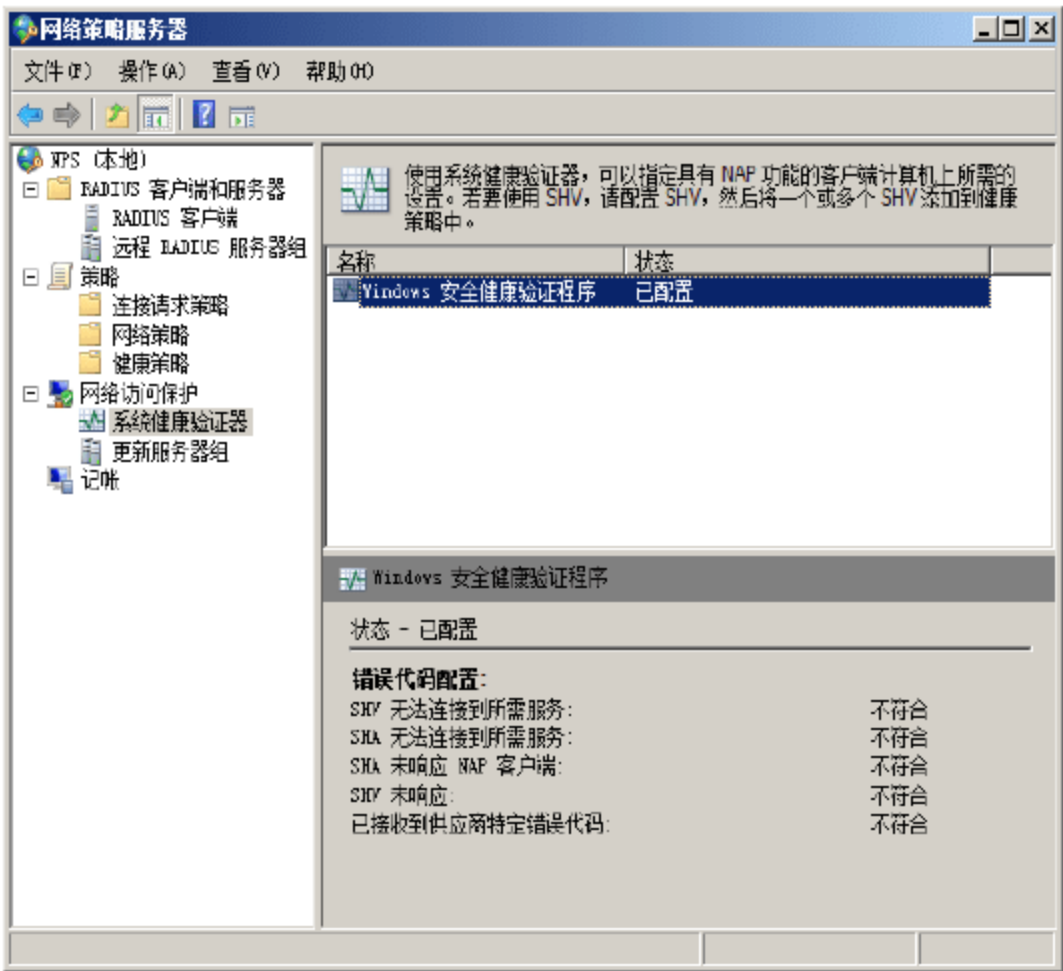 网络策略服务器
文件(F) 操作(A) 查看(V) 帮助(H)
NPS (本地)
RADIUS 客户端和服务器
RADIUS 客户端
远程 RADIUS 服务器组
策略
连接请求策略
网络策略
健康策略
网络访问保护
系统健康验证器
更新服务器组
记帐
使用系统健康验证器,可以指定具有 NAP 功能的客户端计算机上所需的
设置。若要使用 SHV,请配置 SHV,然后将一个或多个 SHV 添加到健康
策略中。
名称 状态
Windows 安全健康验证程序 已配置
Windows 安全健康验证程序
状态 - 已配置
错误代码配置:
SHV 无法连接到所需服务: 不符合
SHA 无法连接到所需服务: 不符合
SHA 未响应 NAP 客户端: 不符合
SHV 未响应: 不符合
已接收到供应商特定错误代码: 不符合